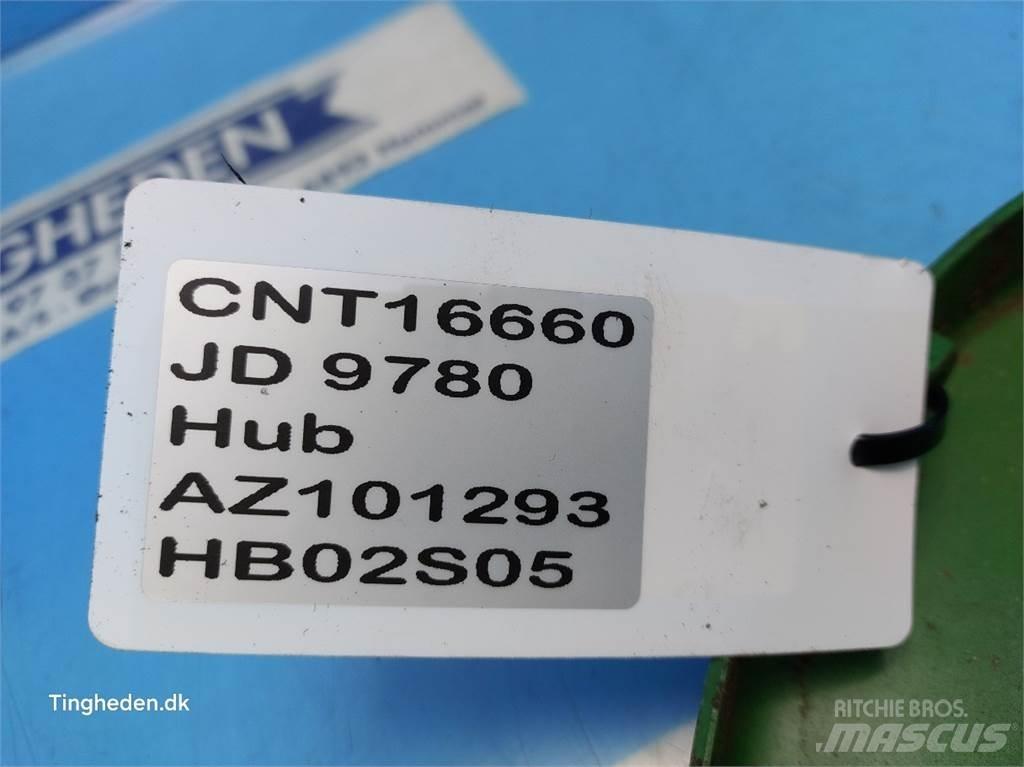 GHEDEN
CNT16660
JD 9780
Hub
AZ101293
HB02S05
Tingheden.dk
RITCHIE BROS.
MASCUS